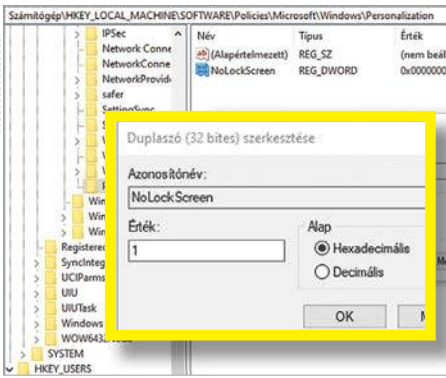 Számítógép\HKEY_LOCAL_MACHINE\SOFTWARE\Policies\Microsoft\Windows\Personalization
IPSec
Network Conne
NetworkConne
NetworkProvid
safer
SettingSync
Win
Win
Win
Registered
SyncInteg
UCIParms
UIU
UIUTask
Windows
SYSTEM
HKEY_USERS
Név Típus Érték
(Alapértelmezett) REG_SZ (nem beál
NoLockScreen REG_DWORD 0x0000000
Duplaszó (32 bites) szerkesztése
Azonosítónév:
NoLockScreen
Érték:
1
Alap
Hexadecimális
Decimális
OK